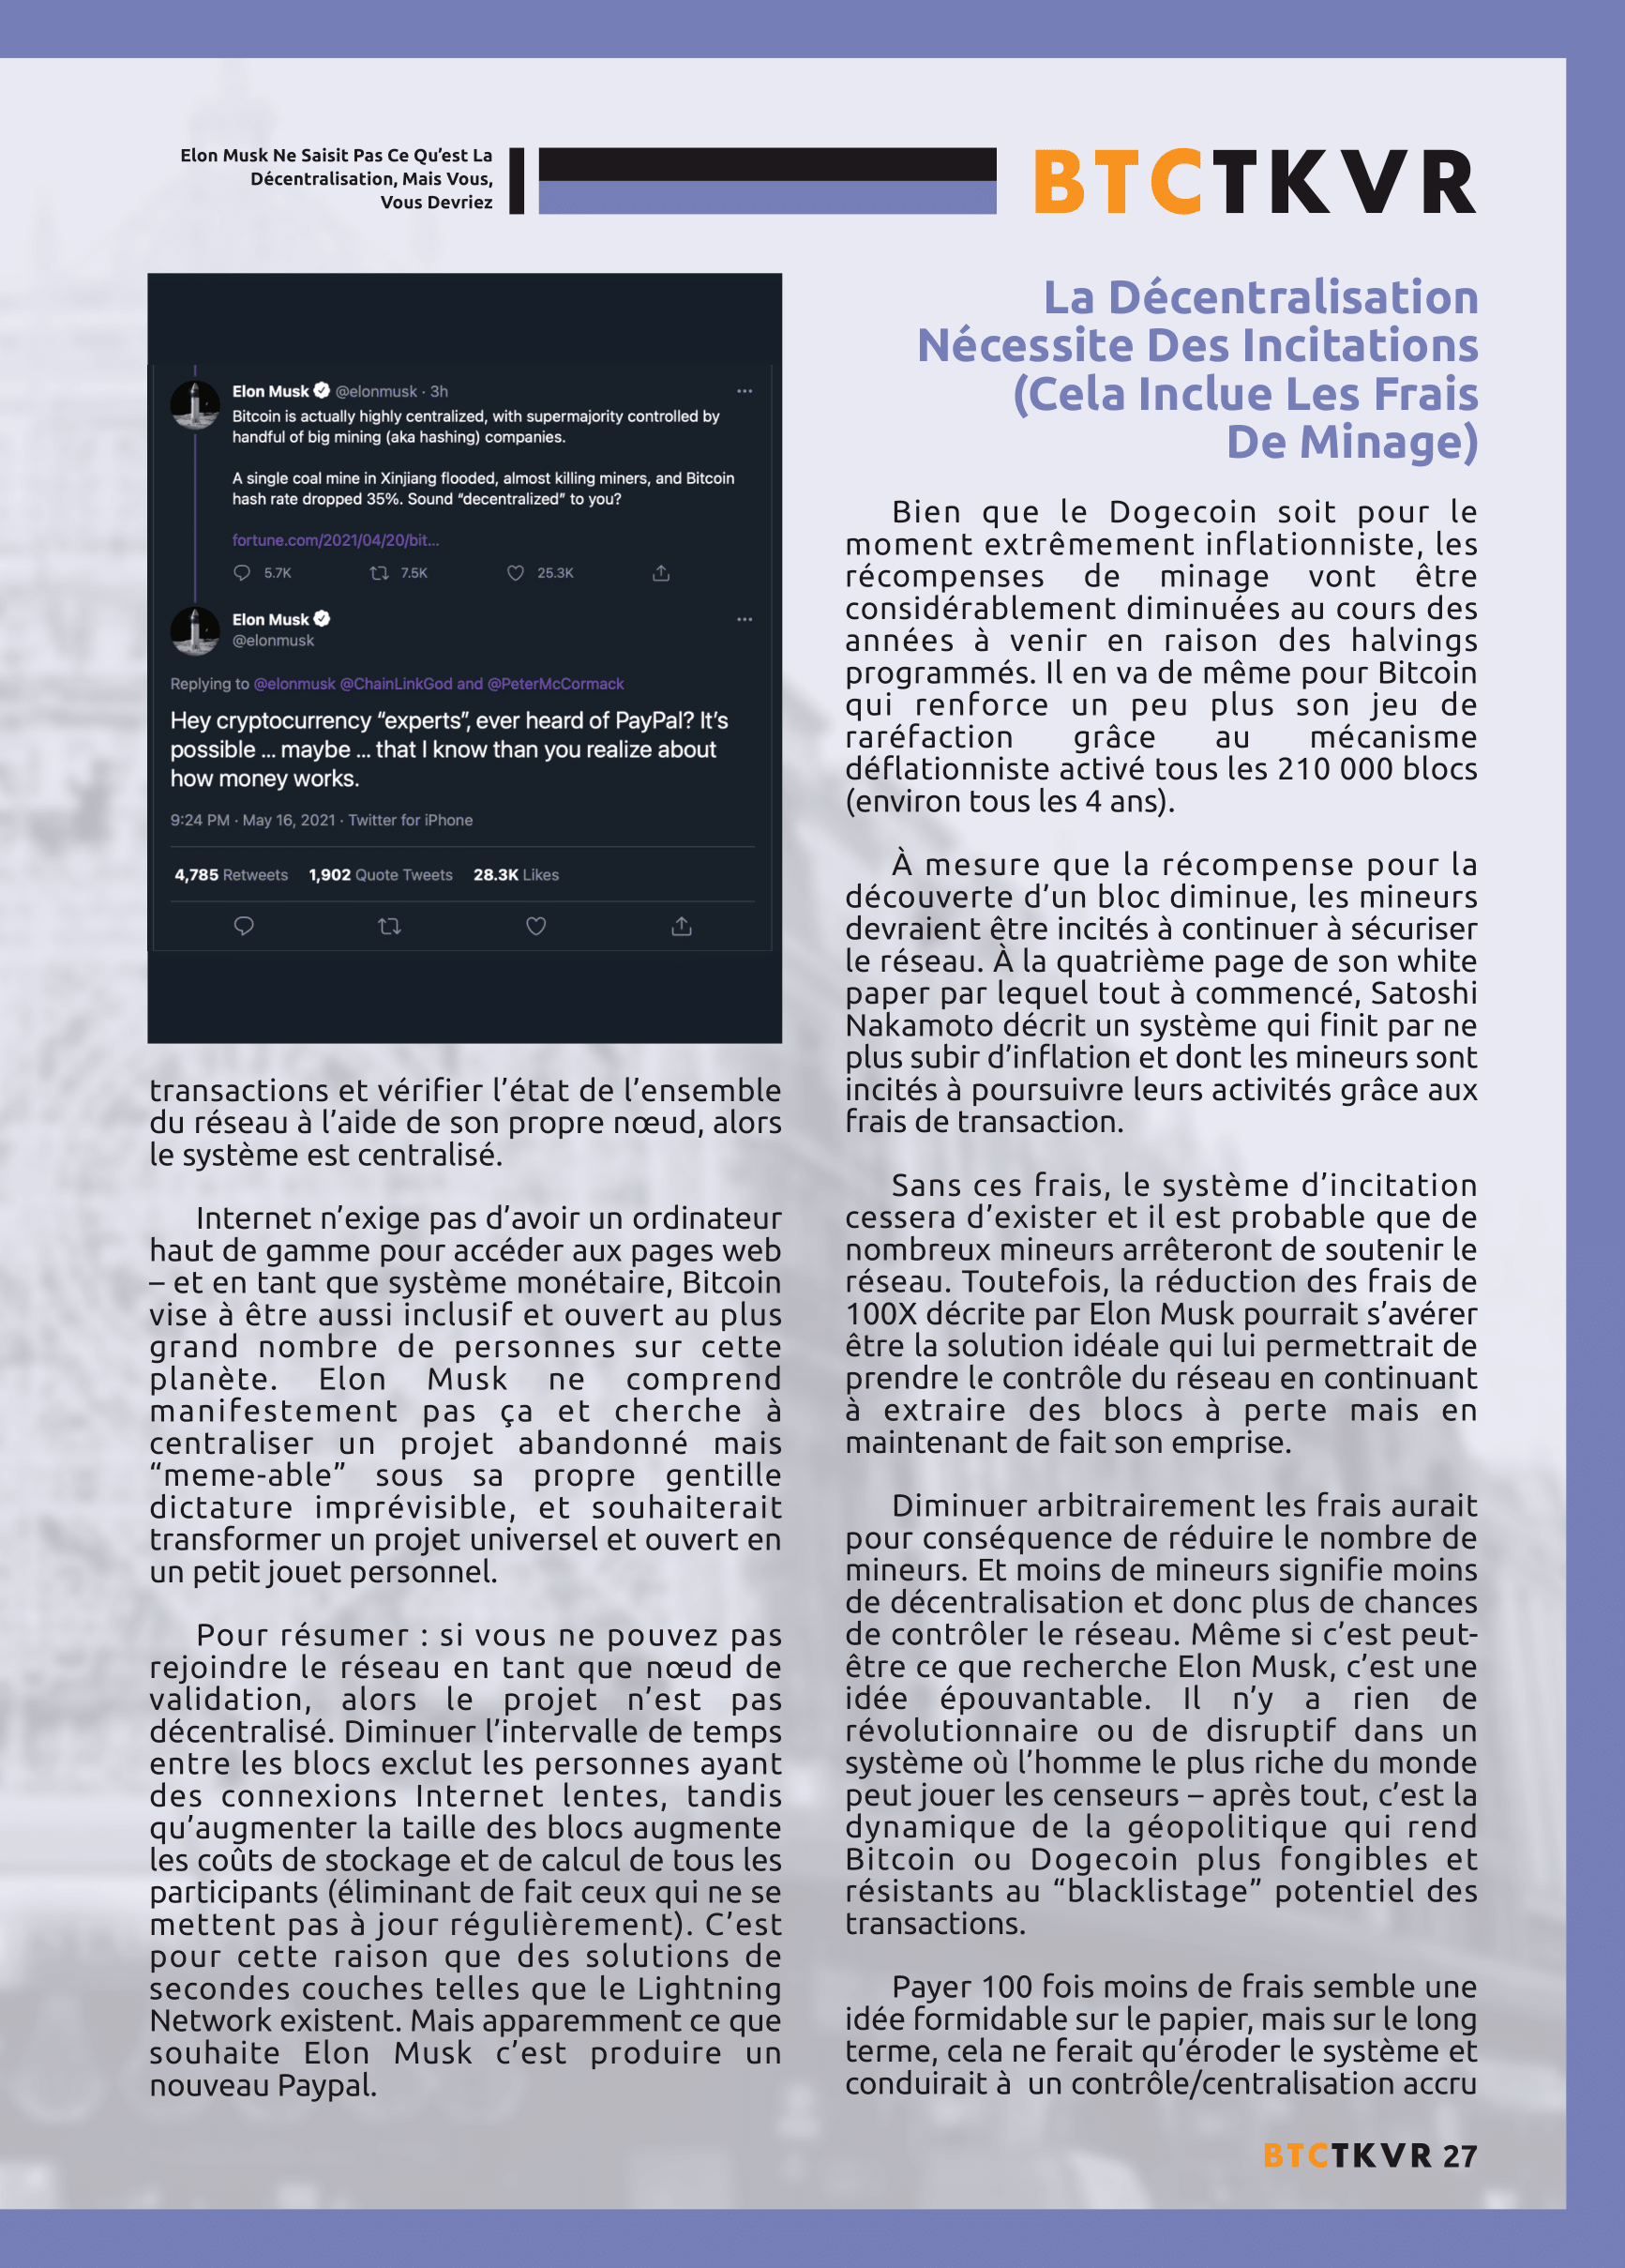 Elon Musk Ne Saisit Pas Ce Qu’est La
Décentralisation, Mais Vous,
Vous Devriez
BTCTKVR
Elon Musk @elonmusk · 3h
Bitcoin is actually highly centralized, with supermajority controlled by
handful of big mining (aka hashing) companies.
A single coal mine in Xinjiang flooded, almost killing miners, and Bitcoin
hash rate dropped 35%. Sound “decentralized” to you?
fortune.com/2021/04/20/bit...
5.7K 7.5K 25.3K
Elon Musk
@elonmusk
Replying to @elonmusk @ChainLinkGod and @PeterMcCormack
Hey cryptocurrency “experts”, ever heard of PayPal? It’s
possible ... maybe ... that I know than you realize about
how money works.
9:24 PM · May 16, 2021 · Twitter for iPhone
4,785 Retweets 1,902 Quote Tweets 28.3K Likes
transactions et vérifier l’état de l’ensemble
du réseau à l’aide de son propre nœud, alors
le système est centralisé.
Internet n’exige pas d’avoir un ordinateur
haut de gamme pour accéder aux pages web
– et en tant que système monétaire, Bitcoin
vise à être aussi inclusif et ouvert au plus
grand nombre de personnes sur cette
planète. Elon Musk ne comprend
manifestement pas ça et cherche à
centraliser un projet abandonné mais
“meme-able” sous sa propre gentille
dictature imprévisible, et souhaiterait
transformer un projet universel et ouvert en
un petit jouet personnel.
Pour résumer : si vous ne pouvez pas
rejoindre le réseau en tant que nœud de
validation, alors le projet n’est pas
décentralisé. Diminuer l’intervalle de temps
entre les blocs exclut les personnes ayant
des connexions Internet lentes, tandis
qu’augmenter la taille des blocs augmente
les coûts de stockage et de calcul de tous les
participants (éliminant de fait ceux qui ne se
mettent pas à jour régulièrement). C’est
pour cette raison que des solutions de
secondes couches telles que le Lightning
Network existent. Mais apparemment ce que
souhaite Elon Musk c’est produire un
nouveau Paypal.
La Décentralisation
Nécessite Des Incitations
(Cela Inclue Les Frais
De Minage)
Bien que le Dogecoin soit pour le
moment extrêmement inflationniste, les
récompenses de minage vont être
considérablement diminuées au cours des
années à venir en raison des halvings
programmés. Il en va de même pour Bitcoin
qui renforce un peu plus son jeu de
raréfaction grâce au mécanisme
déflationniste activé tous les 210 000 blocs
(environ tous les 4 ans).
À mesure que la récompense pour la
découverte d’un bloc diminue, les mineurs
devraient être incités à continuer à sécuriser
le réseau. À la quatrième page de son white
paper par lequel tout à commencé, Satoshi
Nakamoto décrit un système qui finit par ne
plus subir d’inflation et dont les mineurs sont
incités à poursuivre leurs activités grâce aux
frais de transaction.
Sans ces frais, le système d’incitation
cessera d’exister et il est probable que de
nombreux mineurs arrêteront de soutenir le
réseau. Toutefois, la réduction des frais de
100X décrite par Elon Musk pourrait s’avérer
être la solution idéale qui lui permettrait de
prendre le contrôle du réseau en continuant
à extraire des blocs à perte mais en
maintenant de fait son emprise.
Diminuer arbitrairement les frais aurait
pour conséquence de réduire le nombre de
mineurs. Et moins de mineurs signifie moins
de décentralisation et donc plus de chances
de contrôler le réseau. Même si c’est peut-
être ce que recherche Elon Musk, c’est une
idée épouvantable. Il n’y a rien de
révolutionnaire ou de disruptif dans un
système où l’homme le plus riche du monde
peut jouer les censeurs – après tout, c’est la
dynamique de la géopolitique qui rend
Bitcoin ou Dogecoin plus fongibles et
résistants au “blacklistage” potentiel des
transactions.
Payer 100 fois moins de frais semble une
idée formidable sur le papier, mais sur le long
terme, cela ne ferait qu’éroder le système et
conduirait à un contrôle/centralisation accru
BTCTKVR 27